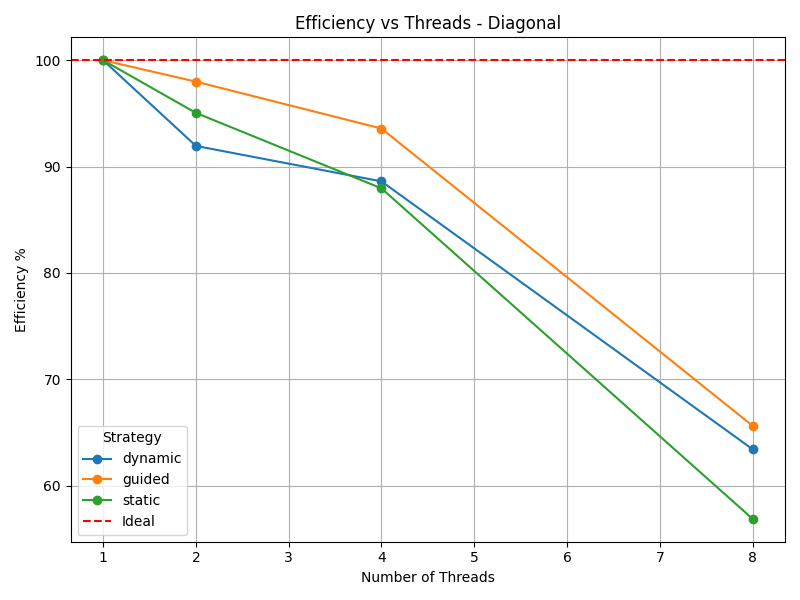 Efficiency vs Threads - Diagonal
Efficiency %
100
90
80
70
60
Strategy
dynamic
guided
static
Ideal
1 2 3 4 5 6 7 8
Number of Threads